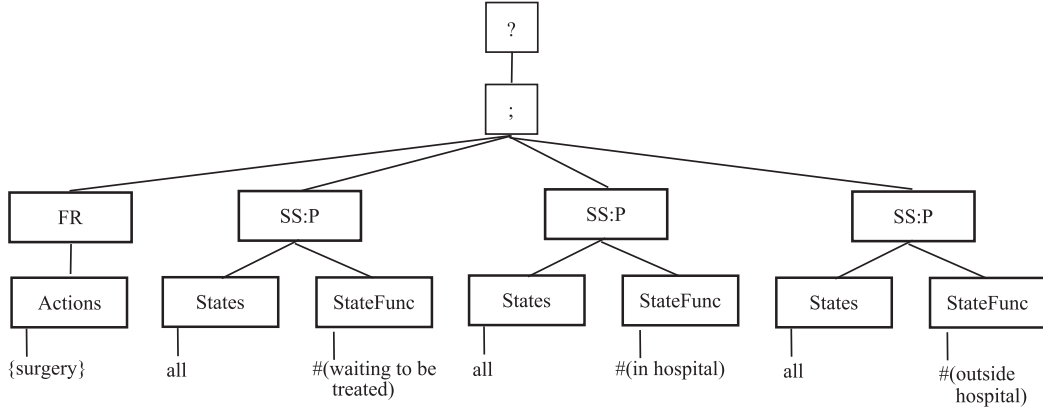 ?
;
FR
SS:P
SS:P
SS:P
Actions
States
StateFunc
States
StateFunc
States
StateFunc
{surgery}
all
#(waiting to be
treated)
all
#(in hospital)
all
#(outside
hospital)